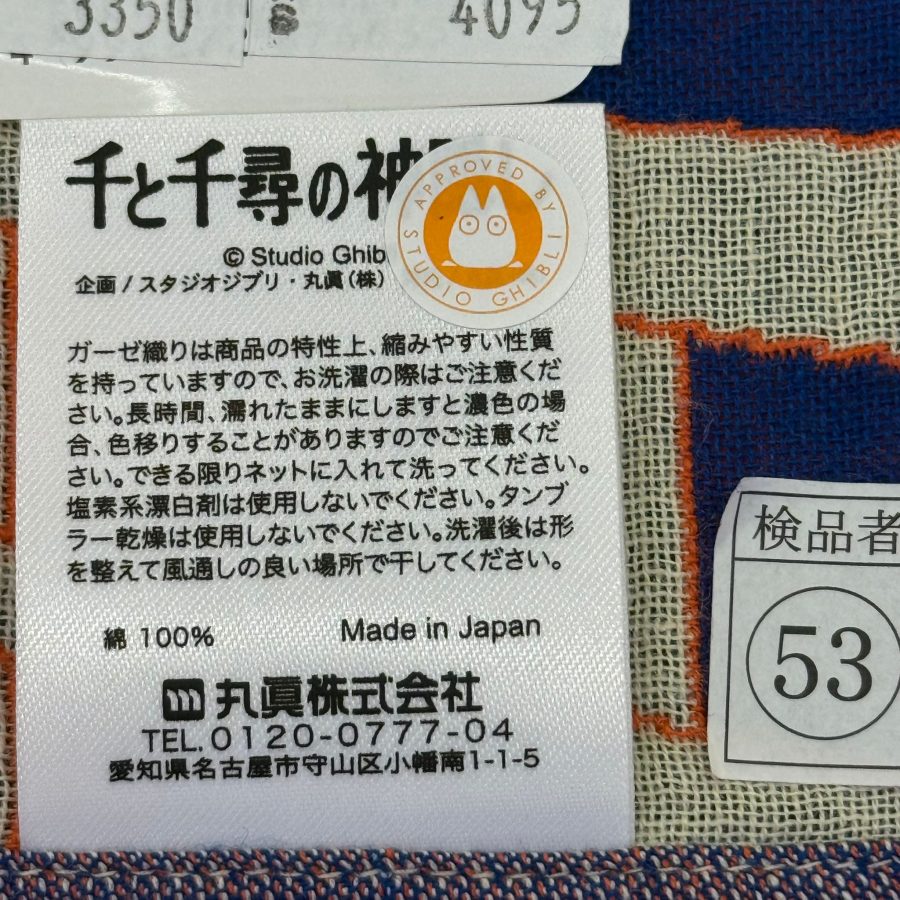 3350
4095
千と千尋の神
© Studio Ghib
企画 / スタジオジブリ・丸眞(株)
APPROVED BY
STUDIO GHIBLI
ガーゼ織りは商品の特性上、縮みやすい性質
を持っていますので、お洗濯の際はご注意くだ
さい。長時間、濡れたままにしますと濃色の場
合、色移りすることがありますのでご注意くだ
さい。できる限りネットに入れて洗ってください。
塩素系漂白剤は使用しないでください。タンブ
ラー乾燥は使用しないでください。洗濯後は形
を整えて風通しの良い場所で干してください。
綿 100%
Made in Japan
丸眞株式会社
TEL.0120-0777-04
愛知県名古屋市守山区小幡南1-1-5
検品者
53